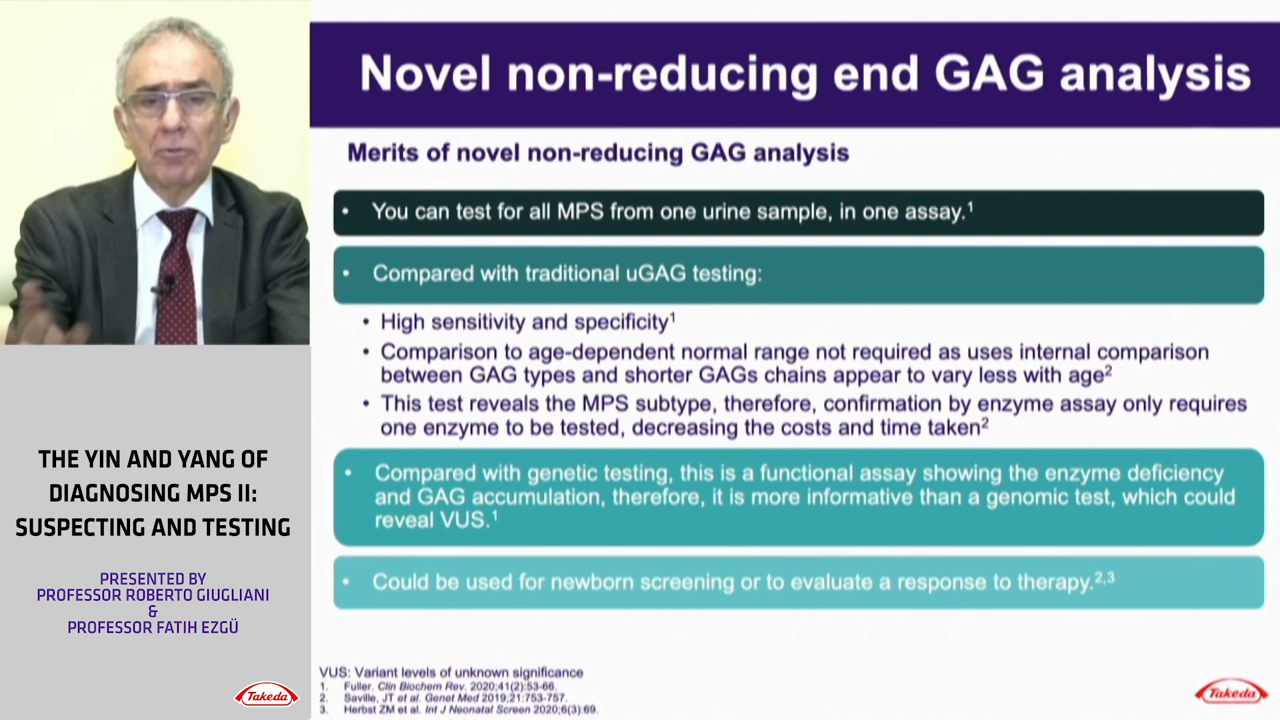 Novel non-reducing end GAG analysis
Merits of novel non-reducing GAG analysis
• You can test for all MPS from one urine sample, in one assay.¹
• Compared with traditional uGAG testing:
• High sensitivity and specificity¹
• Comparison to age-dependent normal range not required as uses internal comparison
between GAG types and shorter GAGs chains appear to vary less with age²
• This test reveals the MPS subtype, therefore, confirmation by enzyme assay only requires
one enzyme to be tested, decreasing the costs and time taken²
• Compared with genetic testing, this is a functional assay showing the enzyme deficiency
and GAG accumulation, therefore, it is more informative than a genomic test, which could
reveal VUS.¹
• Could be used for newborn screening or to evaluate a response to therapy.²,³
VUS: Variant levels of unknown significance
1. Fuller. Clin Biochem Rev. 2020;41(2):53-66.
2. Saville, JT et al. Genet Med 2019;21:753-757.
3. Herbst ZM et al. Int J Neonatal Screen 2020;6(3):69.
Takeda
THE YIN AND YANG OF
DIAGNOSING MPS II:
SUSPECTING AND TESTING
PRESENTED BY
PROFESSOR ROBERTO GIUGLIANI
&
PROFESSOR FATIH EZGÜ
Takeda